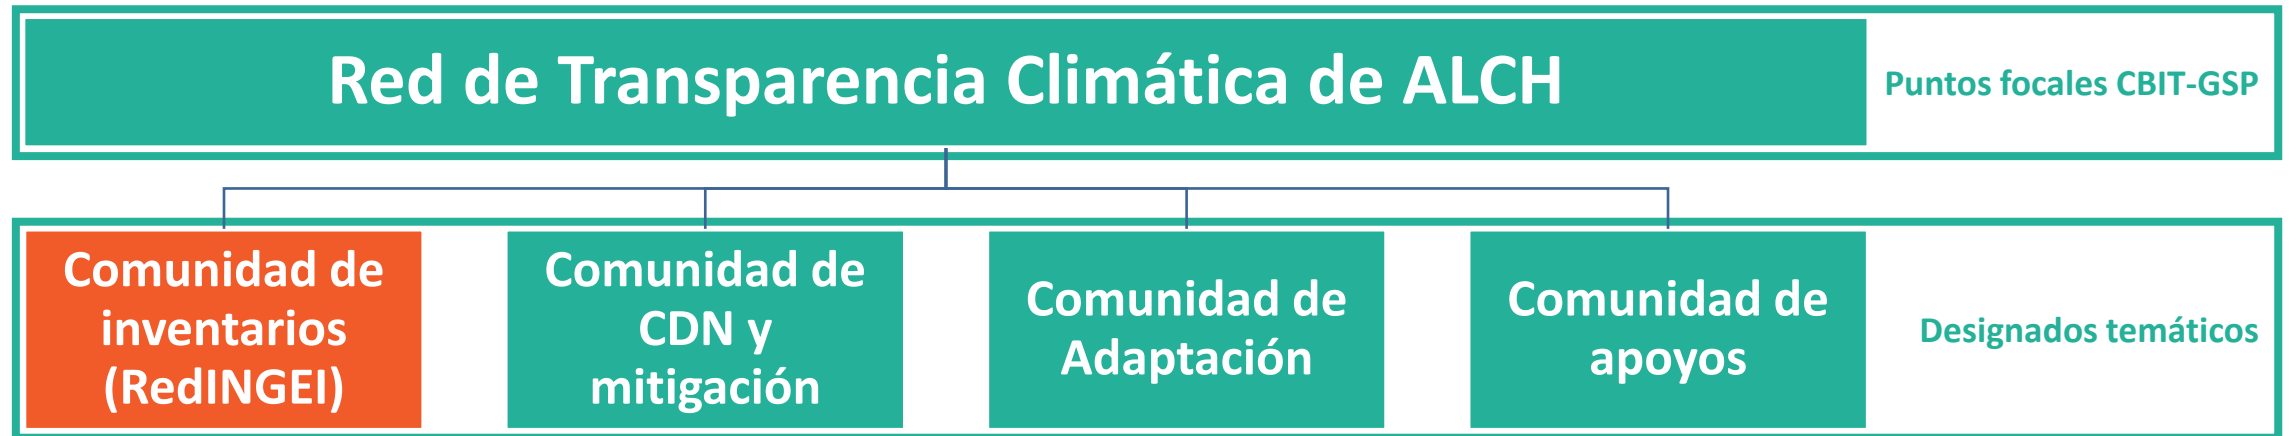 Red de Transparencia Climática de ALCH
Puntos focales CBIT-GSP
Comunidad de
inventarios
(RedINGEI)
Comunidad de
CDN y
mitigación
Comunidad de
Adaptación
Comunidad de
apoyos
Designados temáticos